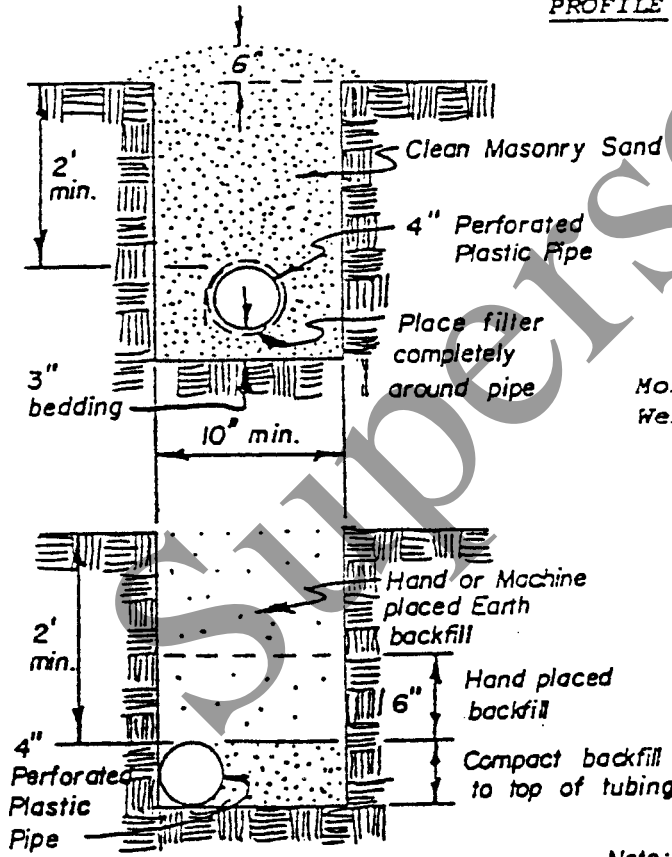 PROFILE
6"
2'
min.
Clean Masonry Sand
4" Perforated
Plastic Pipe
Place filter
completely
around pipe
3"
bedding
10" min.
Supers
Hand or Machine
placed Earth
backfill
2'
min.
6"
Hand placed
backfill
4"
Perforated
Plastic
Pipe
Compact backfill
to top of tubing